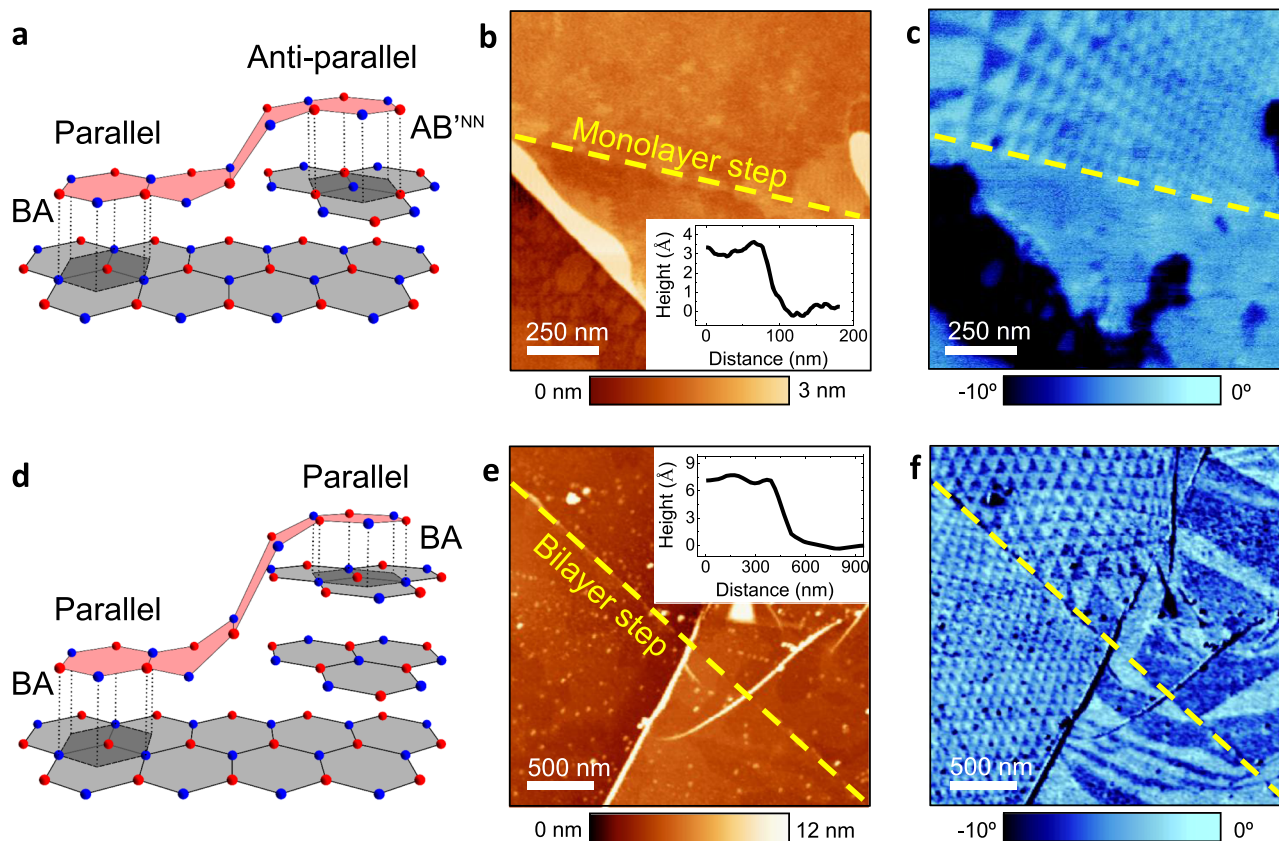 a
Anti-parallel
Parallel
AB'NN
BA
b
Monolayer step
Height (Å)
4
3
2
1
0
0
100
200
Distance (nm)
250 nm
0 nm
3 nm
c
250 nm
-10º
0º
d
Parallel
BA
Parallel
BA
e
Bilayer step
Height (Å)
9
6
3
0
0
300
600
900
Distance (nm)
500 nm
0 nm
12 nm
f
500 nm
-10º
0º